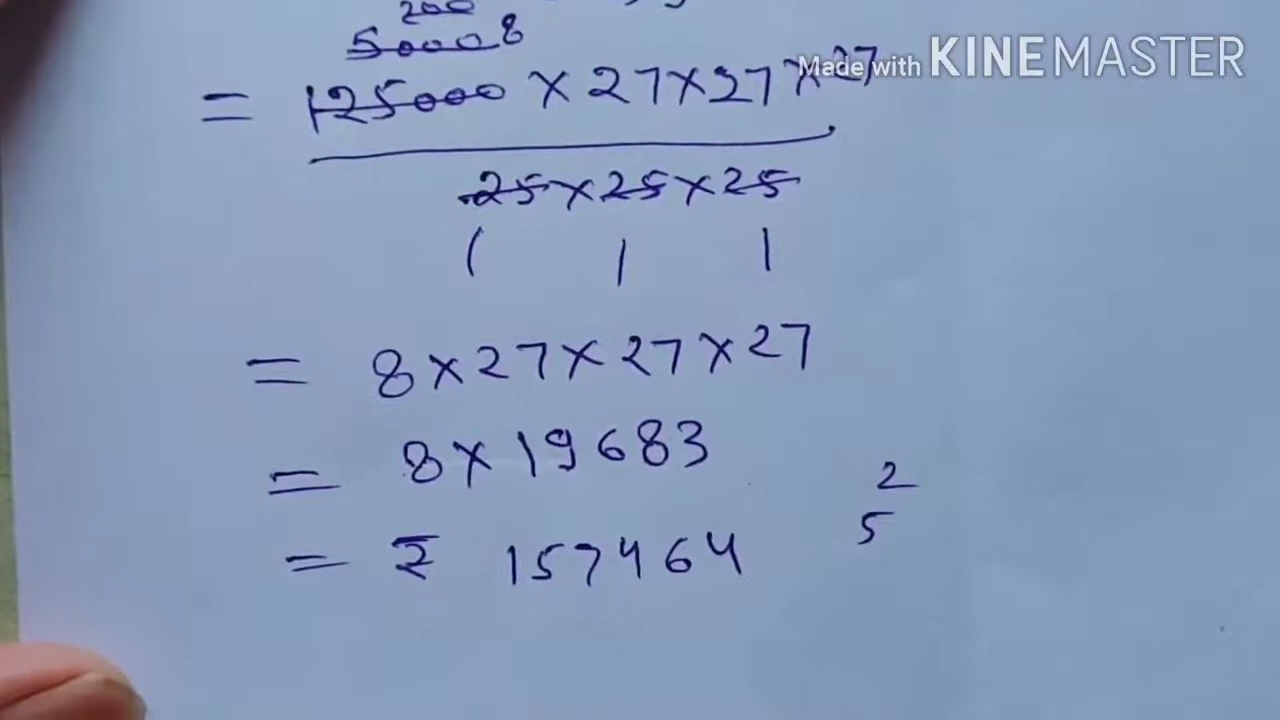 200
50008
= 125000 × 27 × 27 × 27
25 × 25 × 25
1 1 1
= 8 × 27 × 27 × 27
= 8 × 19683
= ₹ 157464
2
5
Made with KINEMASTER